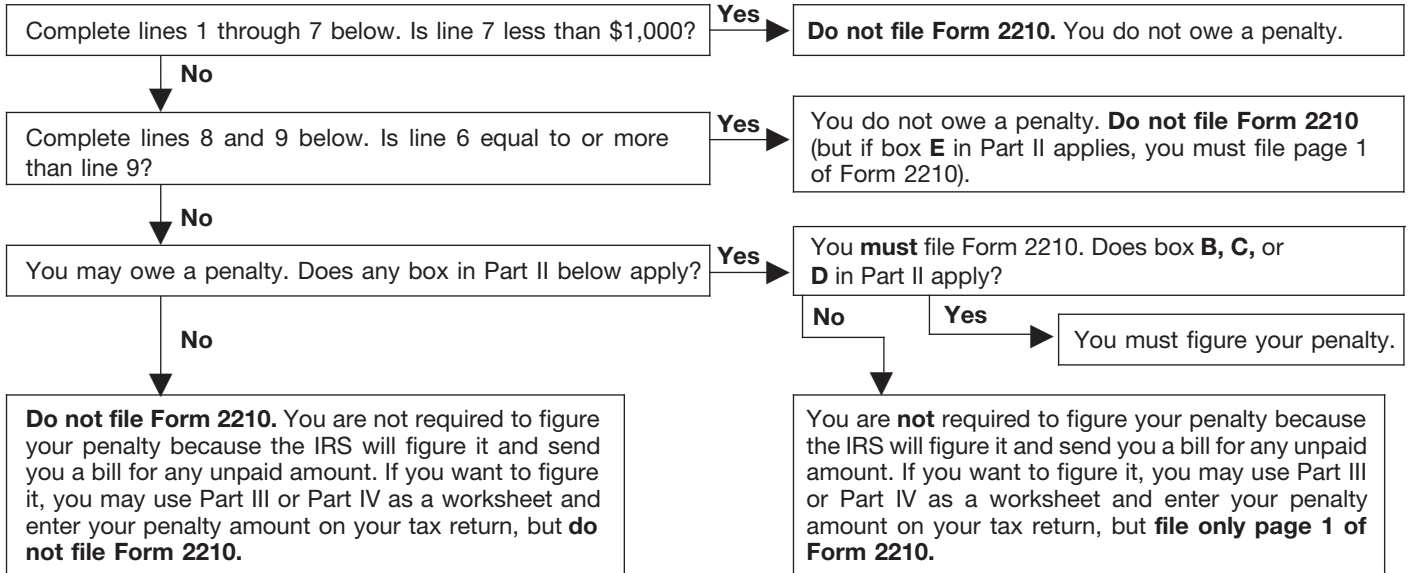 Complete lines 1 through 7 below. Is line 7 less than $1,000?
Yes
Do not file Form 2210. You do not owe a penalty.
No
Complete lines 8 and 9 below. Is line 6 equal to or more
than line 9?
Yes
You do not owe a penalty. Do not file Form 2210
(but if box E in Part II applies, you must file page 1
of Form 2210).
No
You may owe a penalty. Does any box in Part II below apply?
Yes
You must file Form 2210. Does box B, C, or
D in Part II apply?
No
Yes
You must figure your penalty.
No
Do not file Form 2210. You are not required to figure
your penalty because the IRS will figure it and send
you a bill for any unpaid amount. If you want to figure
it, you may use Part III or Part IV as a worksheet and
enter your penalty amount on your tax return, but do
not file Form 2210.
You are not required to figure your penalty because
the IRS will figure it and send you a bill for any unpaid
amount. If you want to figure it, you may use Part III
or Part IV as a worksheet and enter your penalty
amount on your tax return, but file only page 1 of
Form 2210.